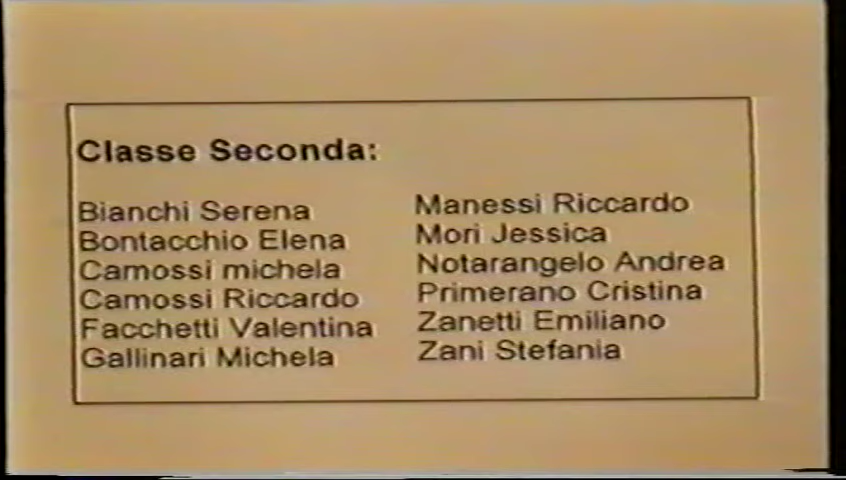 Classe Seconda:
Bianchi Serena
Bontacchio Elena
Camossi michela
Camossi Riccardo
Facchetti Valentina
Gallinari Michela
Manessi Riccardo
Mori Jessica
Notarangelo Andrea
Primerano Cristina
Zanetti Emiliano
Zani Stefania